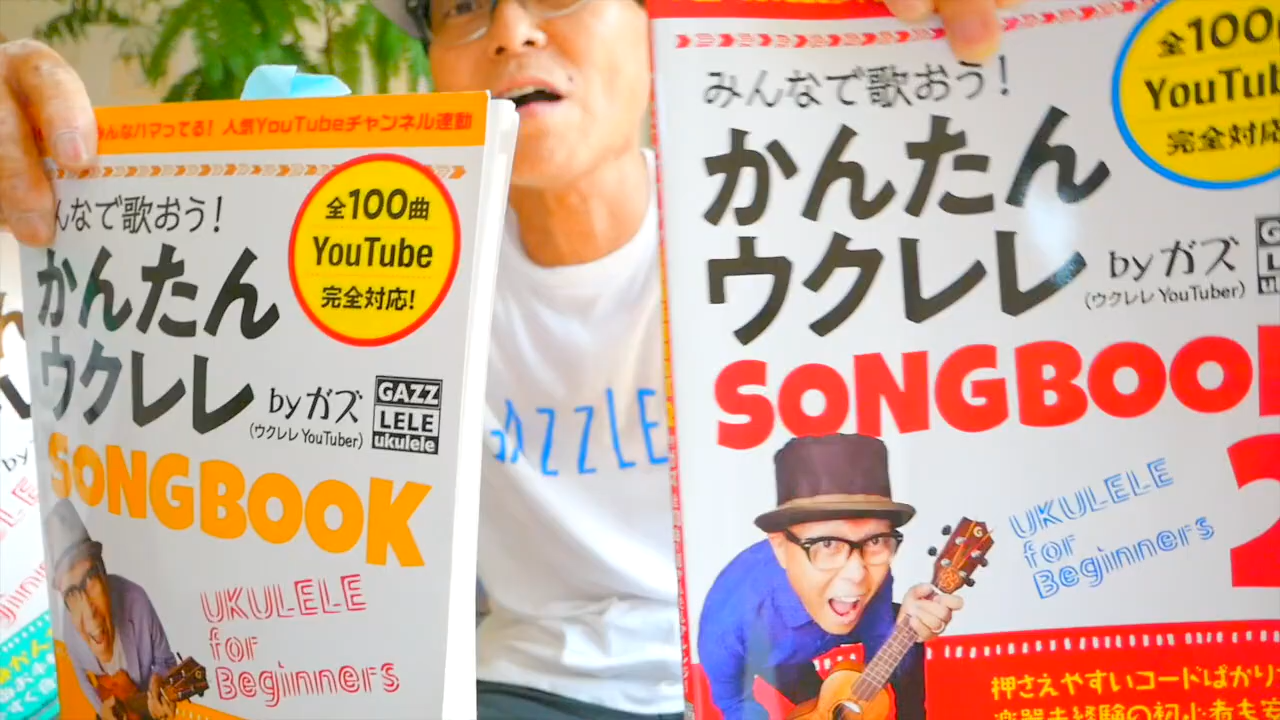 みんなハマってる! 人気YouTubeチャンネル連動
んなで歌おう!
かんたん
ウクレレ
byガズ
(ウクレレ YouTuber)
全100曲
YouTube
完全対応!
GAZZ
LELE
ukulele
SONGBOOK
UKULELE
for
Beginners
GAZZLE
みんなで歌おう!
かんたん
ウクレレ
byガズ
(ウクレレ YouTuber)
全100
YouTub
完全対応
SONGBOO
2
UKULELE
for
Beginners
押さえやすいコードばかり
by